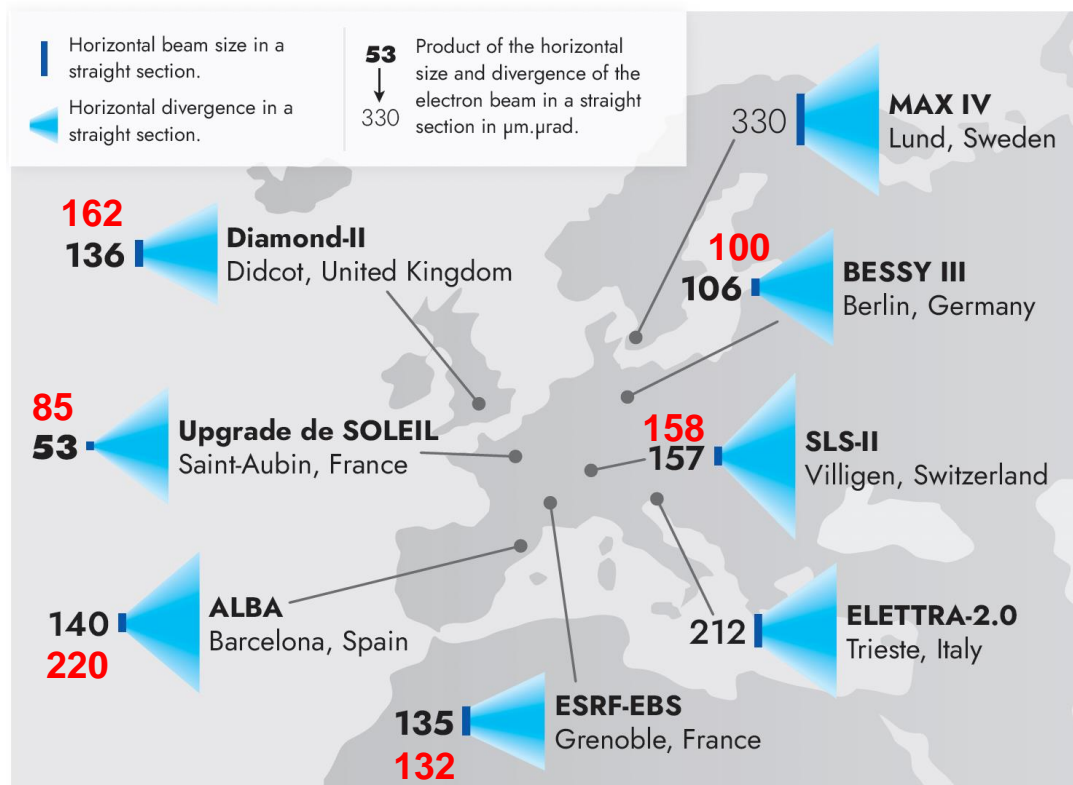 Horizontal beam size in a
straight section.
Horizontal divergence in a
straight section.
53
330
Product of the horizontal
size and divergence of the
electron beam in a straight
section in µm.µrad.
330
MAX IV
Lund, Sweden
162
136
Diamond-II
Didcot, United Kingdom
100
106
BESSY III
Berlin, Germany
85
53
Upgrade de SOLEIL
Saint-Aubin, France
158
157
SLS-II
Villigen, Switzerland
140
220
ALBA
Barcelona, Spain
212
ELETTRA-2.0
Trieste, Italy
135
132
ESRF-EBS
Grenoble, France